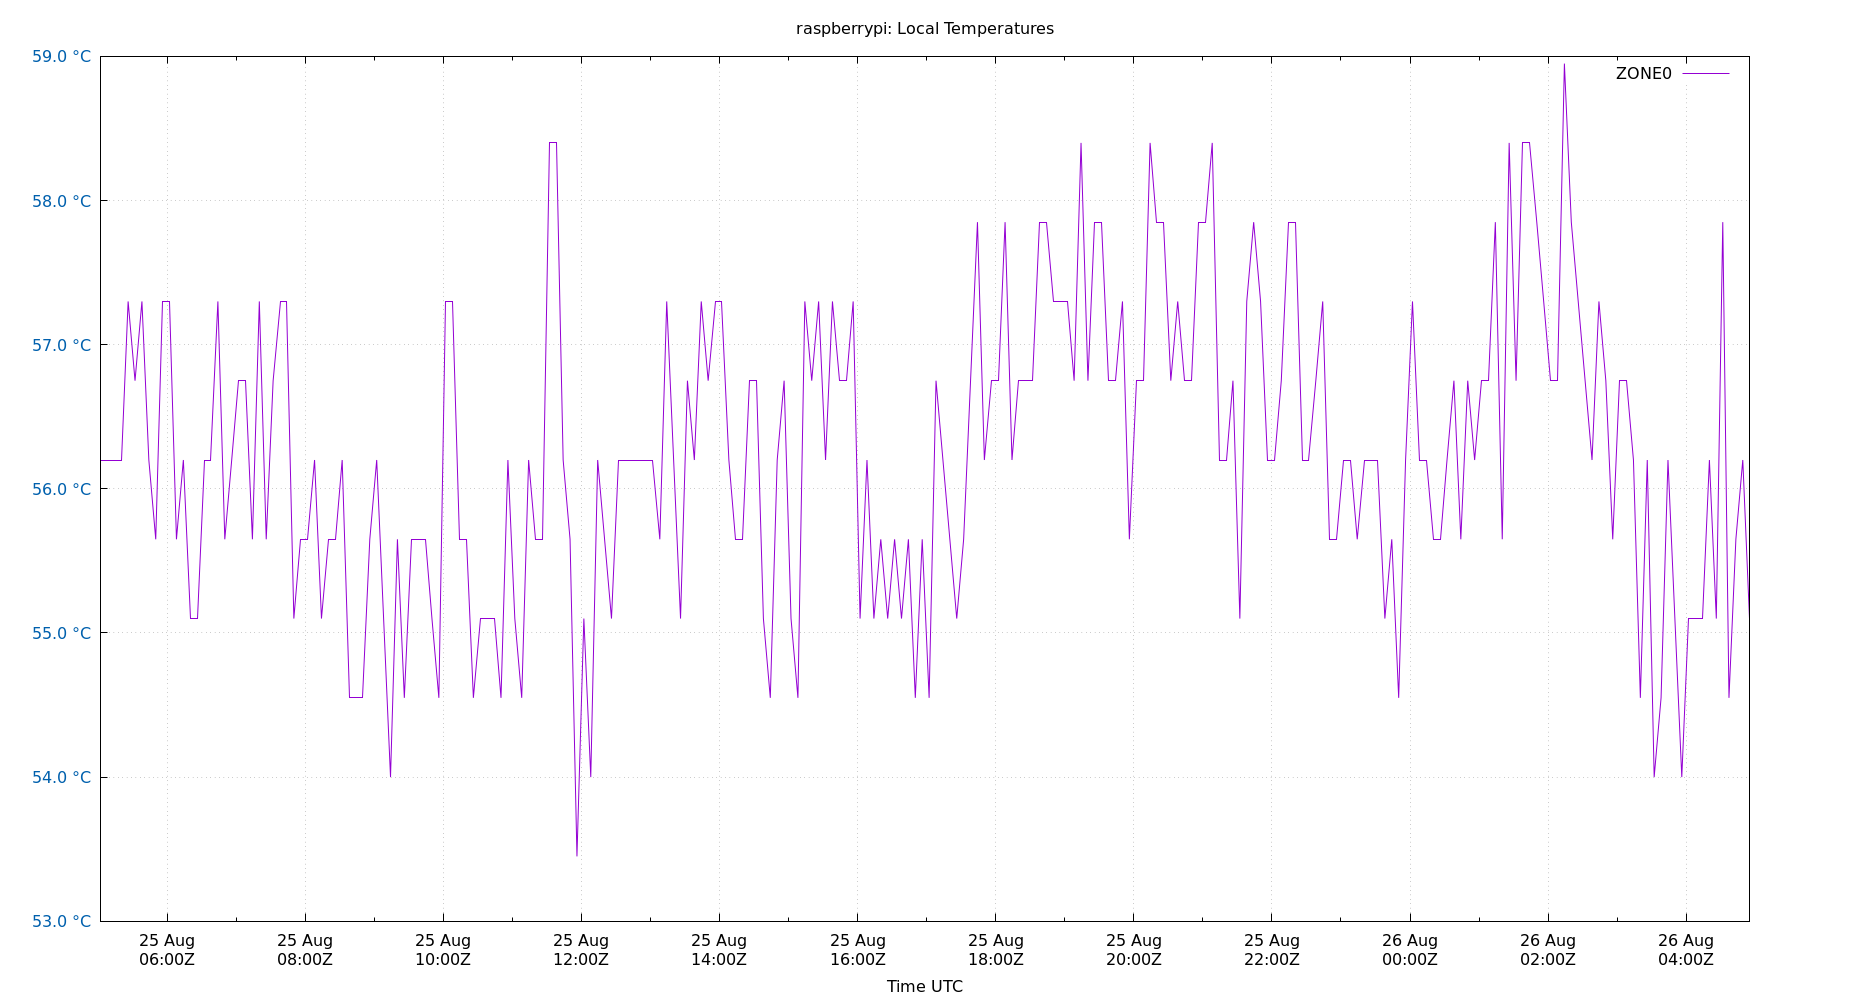 raspberrypi: Local Temperatures
59.0 °C
ZONE0
58.0 °C
57.0 °C
56.0 °C
55.0 °C
54.0 °C
53.0 °C
25 Aug 25 Aug 25 Aug 25 Aug 25 Aug 25 Aug 25 Aug 25 Aug 25 Aug 26 Aug 26 Aug 26 Aug
06:00Z 08:00Z 10:00Z 12:00Z 14:00Z 16:00Z 18:00Z 20:00Z 22:00Z 00:00Z 02:00Z 04:00Z
Time UTC